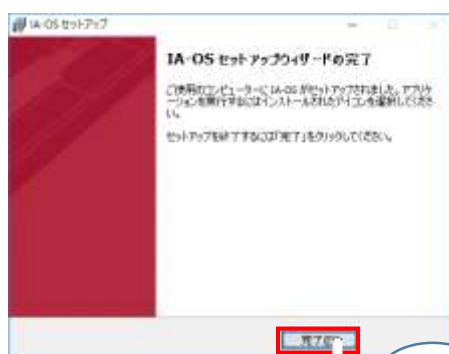 IA-OS セットアップ
IA-OS セットアップウィザードの完了
ご使用のコンピューターに IA-OS がセットアップされました。アプリケ
ーションを実行するにはインストールされたアイコンを選択してくださ
い。
セットアップを終了するには「完了」をクリックしてください。
完了